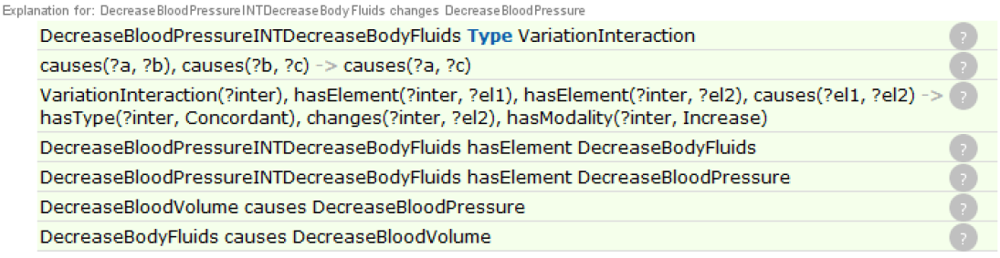 Explanation for: DecreaseBloodPressureINTDecreaseBodyFluids changes DecreaseBloodPressure
DecreaseBloodPressureINTDecreaseBodyFluids Type VariationInteraction ?
causes(?a, ?b), causes(?b, ?c) -> causes(?a, ?c) ?
VariationInteraction(?inter), hasElement(?inter, ?el1), hasElement(?inter, ?el2), causes(?el1, ?el2) -> ?
hasType(?inter, Concordant), changes(?inter, ?el2), hasModality(?inter, Increase)
DecreaseBloodPressureINTDecreaseBodyFluids hasElement DecreaseBodyFluids ?
DecreaseBloodPressureINTDecreaseBodyFluids hasElement DecreaseBloodPressure ?
DecreaseBloodVolume causes DecreaseBloodPressure ?
DecreaseBodyFluids causes DecreaseBloodVolume ?